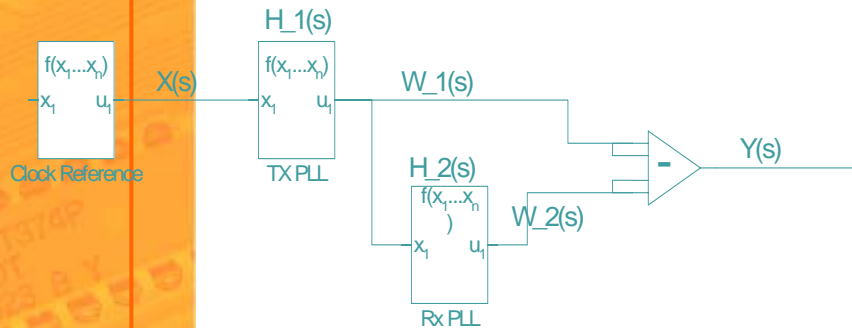 H_1(s)
f(x₁...xₙ)
X(s)
f(x₁...xₙ)
W_1(s)
x₁
u₁
x₁
u₁
Y(s)
-
Clock Reference
TX PLL
H_2(s)
f(x₁...xₙ
)
W_2(s)
x₁
u₁
Rx PLL
T374P